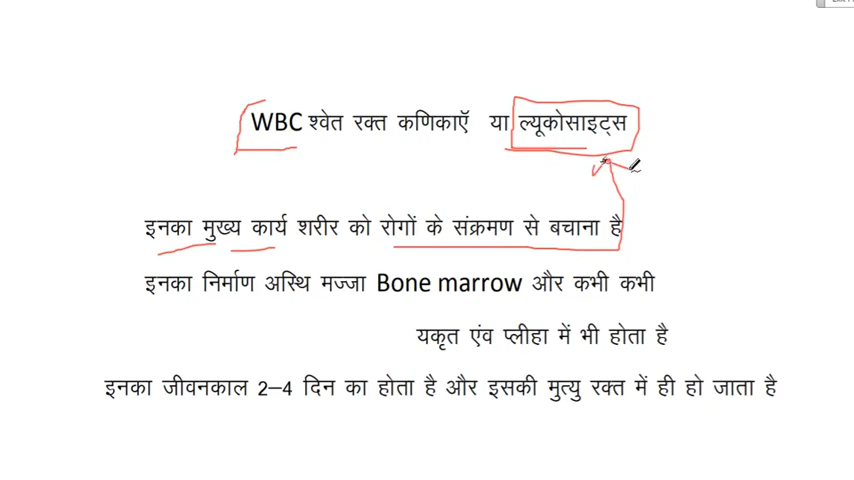 WBC श्वेत रक्त कणिकाऍ या ल्यूकोसाइट्स
इनका मुख्य कार्य शरीर को रोगों के संक्रमण से बचाना है
इनका निर्माण अस्थि मज्जा Bone marrow और कभी कभी
यकृत एंव प्लीहा में भी होता है
इनका जीवनकाल 2–4 दिन का होता है और इसकी मुत्यु रक्त में ही हो जाता है